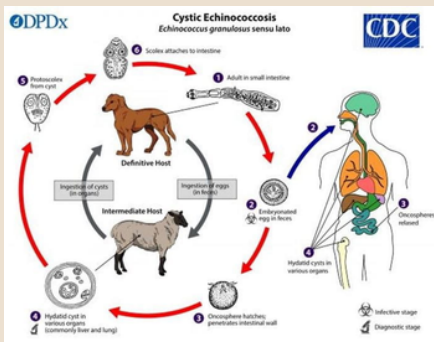 DPDx
Cystic Echinococcosis
Echinococcus granulosus sensu lato
CDC
6 Scolex attaches to intestine
5 Protoscolex
from cyst
1 Adult in small intestine
Definitive Host
2
Ingestion of cysts
(in organs)
Ingestion of eggs
(in feces)
2 Embryonated
egg in feces
3
Oncospheres
released
Intermediate Host
Hydatid cysts in
various organs
4
4 Hydatid cyst in
various organs
(commonly liver and lung)
3 Oncosphere hatches;
penetrates intestinal wall
Infective stage
Diagnostic stage